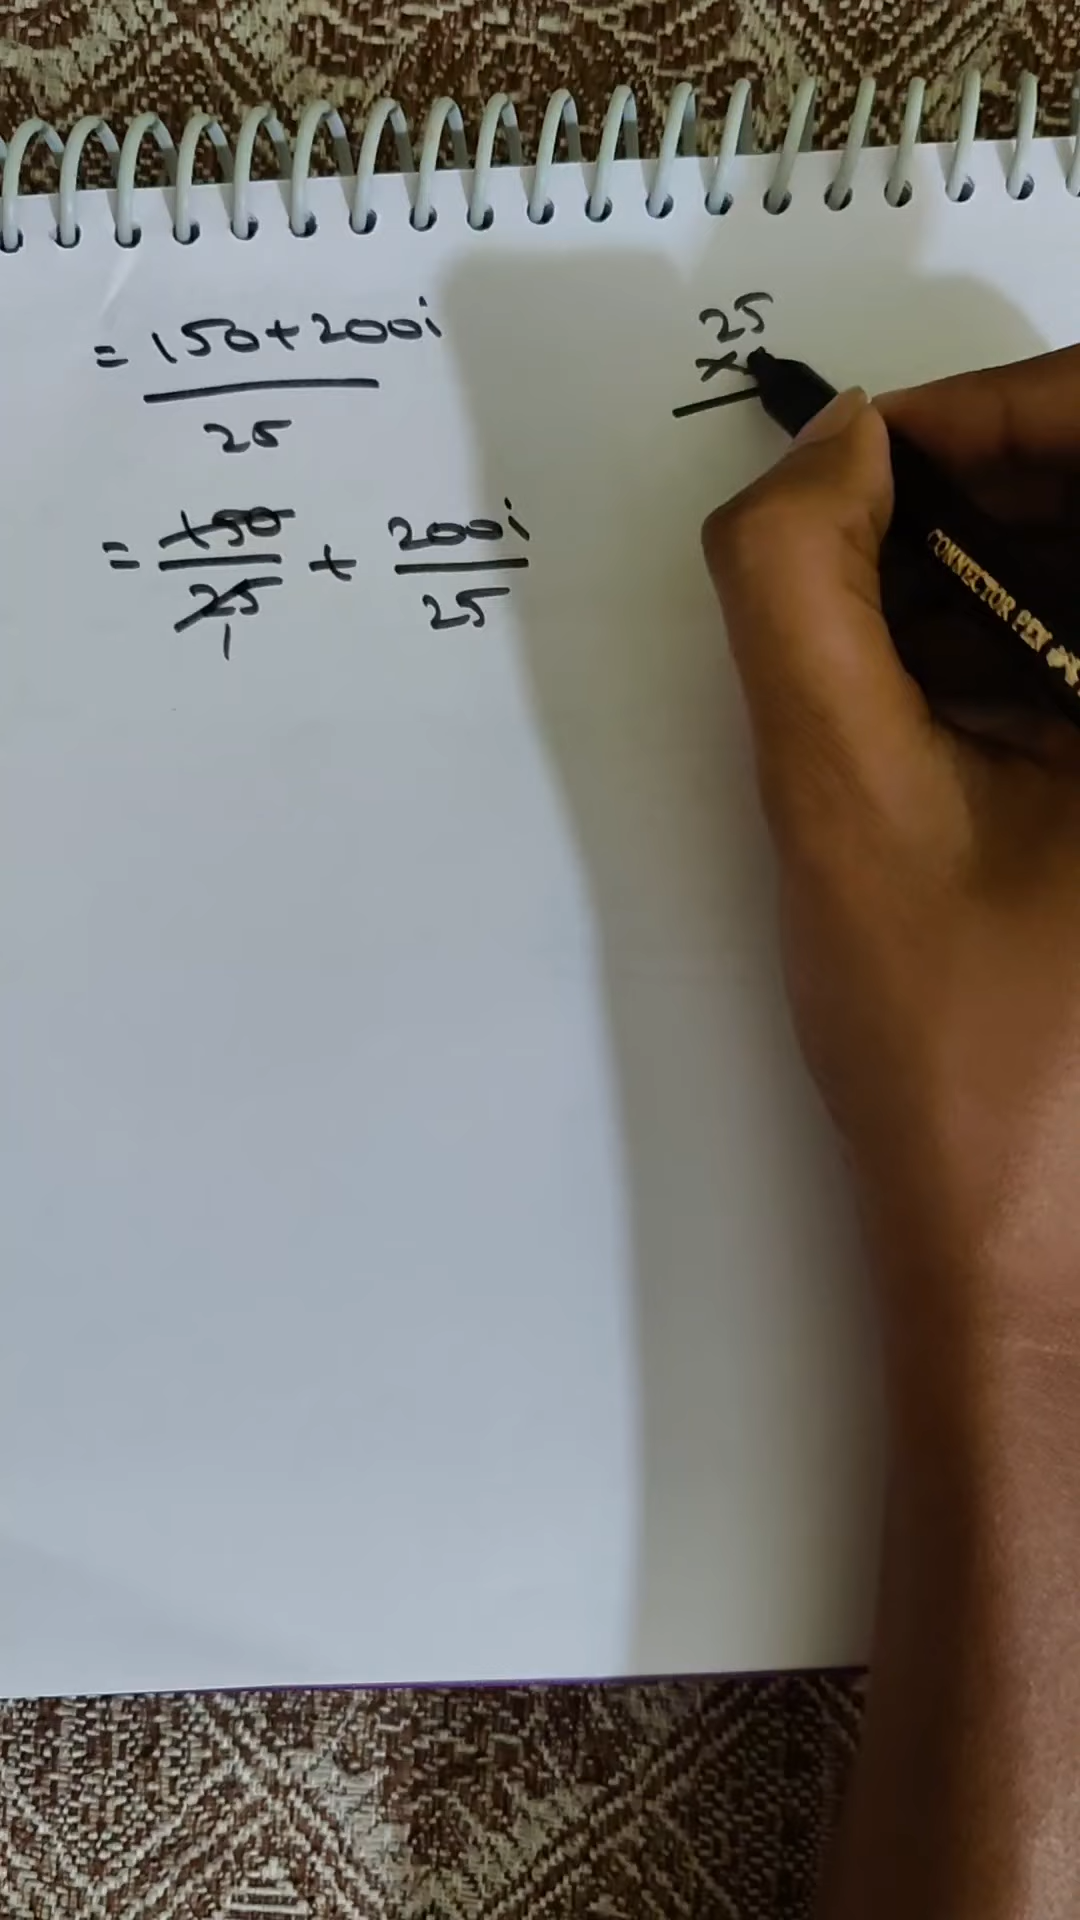 = 150+200i
25
= 150 + 200i
25 25
1
25
×
CONNECTOR PEN